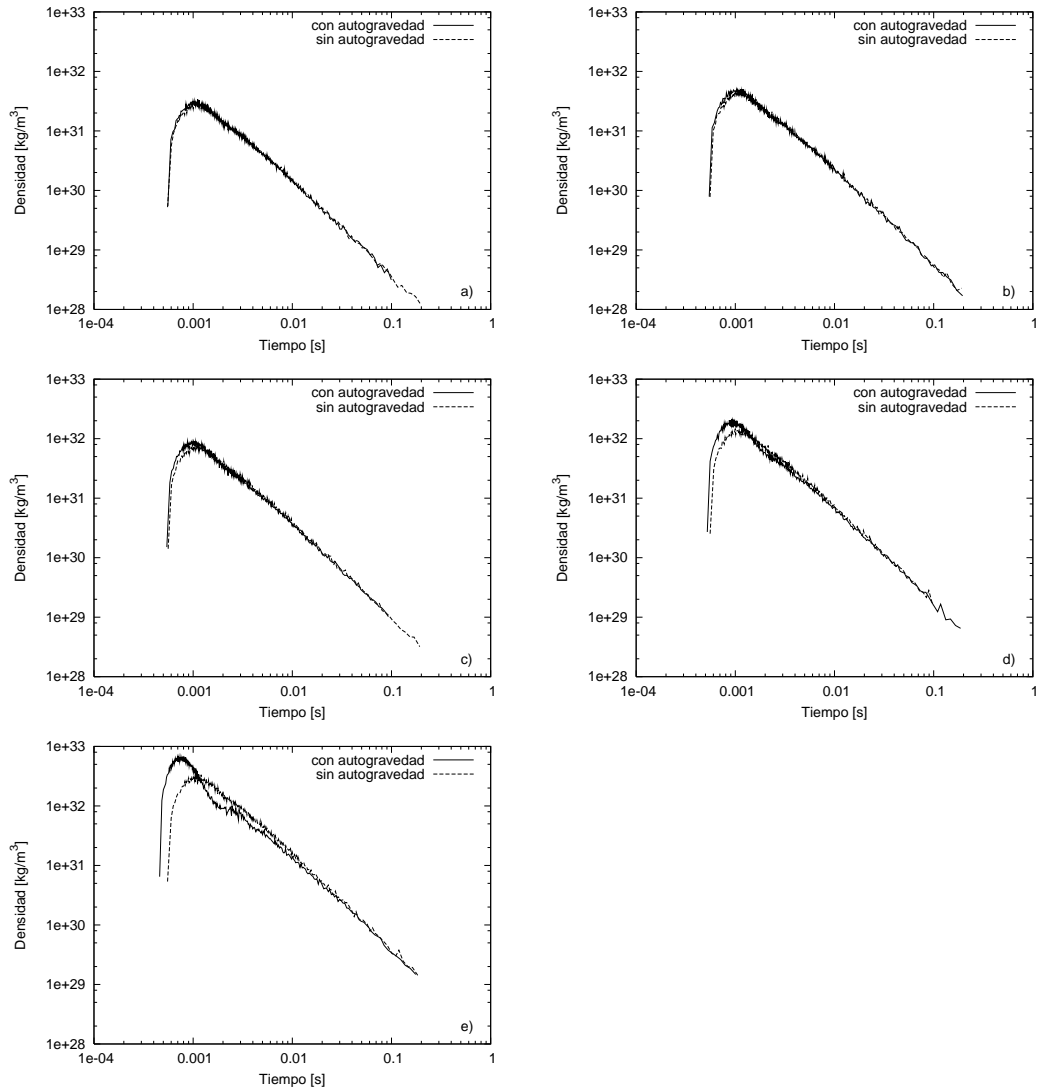 1e+33
1e+32
1e+31
1e+30
1e+29
1e+28
1e-04 0.001 0.01 0.1 1
Densidad [kg/m3]
Tiempo [s]
con autogravedad
sin autogravedad
a)
1e+33
1e+32
1e+31
1e+30
1e+29
1e+28
1e-04 0.001 0.01 0.1 1
Densidad [kg/m3]
Tiempo [s]
con autogravedad
sin autogravedad
b)
1e+33
1e+32
1e+31
1e+30
1e+29
1e+28
1e-04 0.001 0.01 0.1 1
Densidad [kg/m3]
Tiempo [s]
con autogravedad
sin autogravedad
c)
1e+33
1e+32
1e+31
1e+30
1e+29
1e+28
1e-04 0.001 0.01 0.1 1
Densidad [kg/m3]
Tiempo [s]
con autogravedad
sin autogravedad
d)
1e+33
1e+32
1e+31
1e+30
1e+29
1e+28
1e-04 0.001 0.01 0.1 1
Densidad [kg/m3]
Tiempo [s]
con autogravedad
sin autogravedad
e)